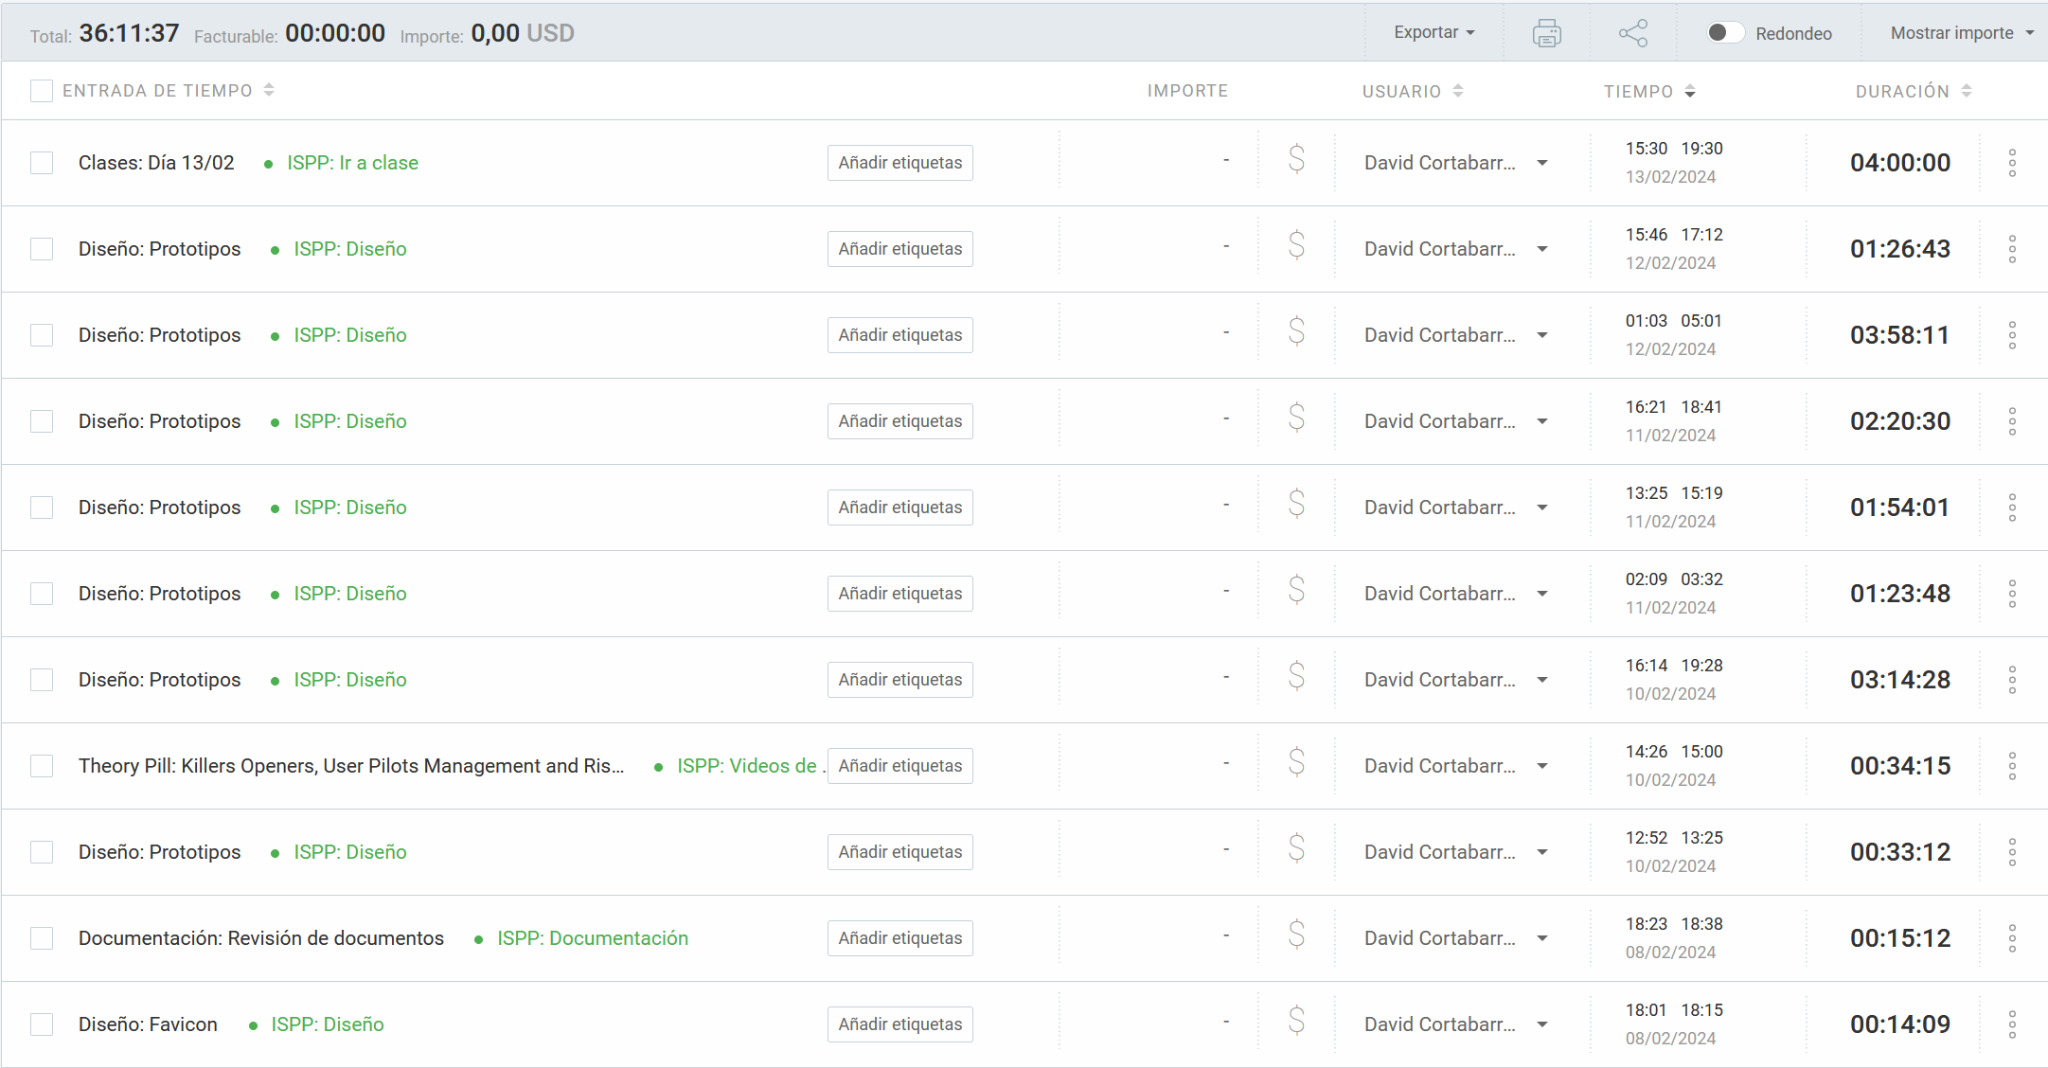 Total: 36:11:37 Facturable: 00:00:00 Importe: 0,00 USD Exportar Redondeo Mostrar importe
ENTRADA DE TIEMPO IMPORTE USUARIO TIEMPO DURACIÓN
Clases: Día 13/02 • ISPP: Ir a clase Añadir etiquetas - $ David Cortabarr... 15:30 19:30 04:00:00
13/02/2024
Diseño: Prototipos • ISPP: Diseño Añadir etiquetas - $ David Cortabarr... 15:46 17:12 01:26:43
12/02/2024
Diseño: Prototipos • ISPP: Diseño Añadir etiquetas - $ David Cortabarr... 01:03 05:01 03:58:11
12/02/2024
Diseño: Prototipos • ISPP: Diseño Añadir etiquetas - $ David Cortabarr... 16:21 18:41 02:20:30
11/02/2024
Diseño: Prototipos • ISPP: Diseño Añadir etiquetas - $ David Cortabarr... 13:25 15:19 01:54:01
11/02/2024
Diseño: Prototipos • ISPP: Diseño Añadir etiquetas - $ David Cortabarr... 02:09 03:32 01:23:48
11/02/2024
Diseño: Prototipos • ISPP: Diseño Añadir etiquetas - $ David Cortabarr... 16:14 19:28 03:14:28
10/02/2024
Theory Pill: Killers Openers, User Pilots Management and Ris... • ISPP: Videos de . Añadir etiquetas - $ David Cortabarr... 14:26 15:00 00:34:15
10/02/2024
Diseño: Prototipos • ISPP: Diseño Añadir etiquetas - $ David Cortabarr... 12:52 13:25 00:33:12
10/02/2024
Documentación: Revisión de documentos • ISPP: Documentación Añadir etiquetas - $ David Cortabarr... 18:23 18:38 00:15:12
08/02/2024
Diseño: Favicon • ISPP: Diseño Añadir etiquetas - $ David Cortabarr... 18:01 18:15 00:14:09
08/02/2024